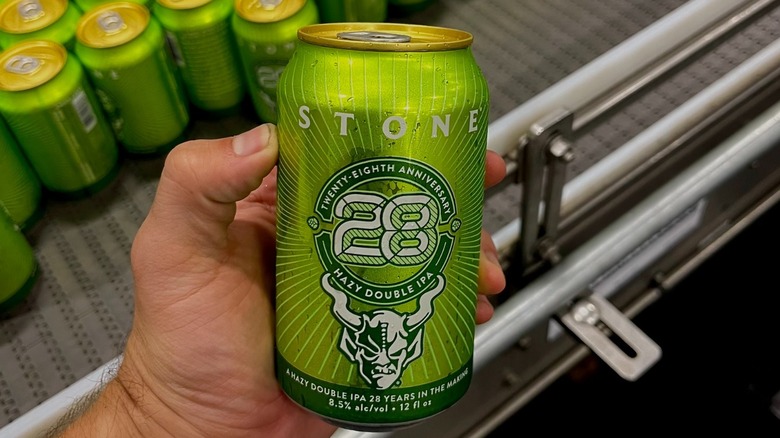 STONE
TWENTY-EIGHTH ANNIVERSARY
28
HAZY DOUBLE IPA
A HAZY DOUBLE IPA 28 YEARS IN THE MAKING
8.5% alc/vol • 12 fl oz